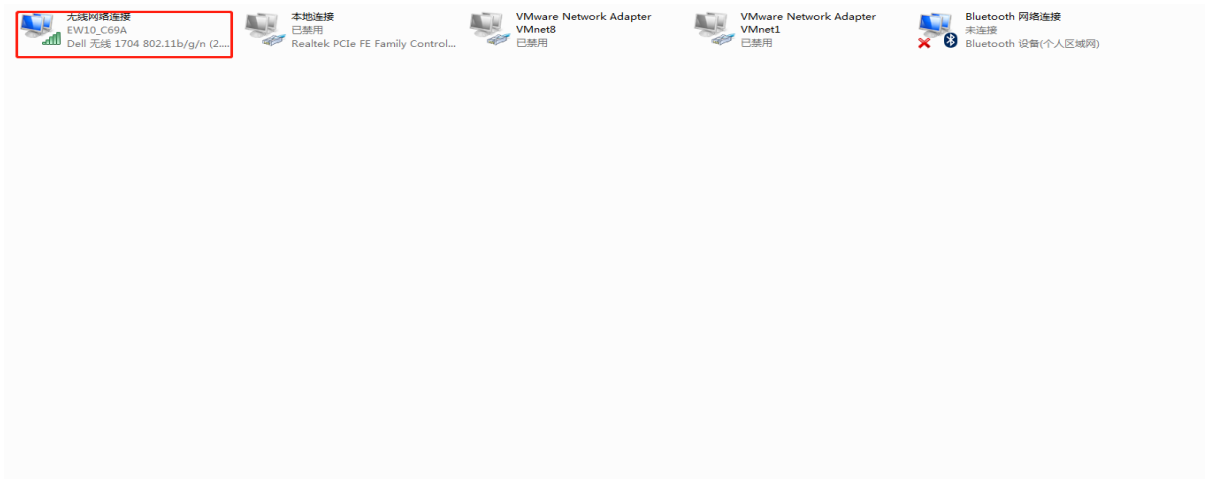 无线网络连接
EW10_C69A
Dell 无线 1704 802.11b/g/n (2....
本地连接
已禁用
Realtek PCIe FE Family Control...
VMware Network Adapter
VMnet8
已禁用
VMware Network Adapter
VMnet1
已禁用
Bluetooth 网络连接
未连接
Bluetooth 设备(个人区域网)